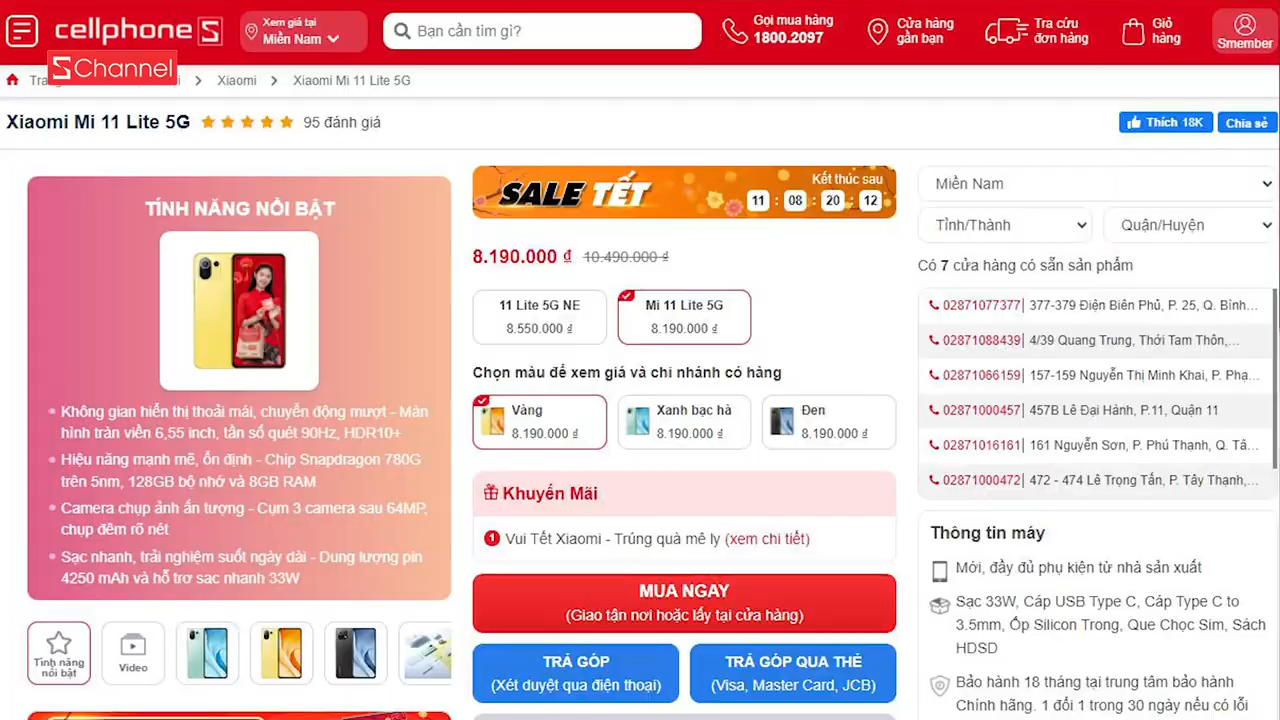 cellphoneS
Xem giá tại
Miền Nam
Bạn cần tìm gì?
Gọi mua hàng
1800.2097
Cửa hàng
gần bạn
Tra cứu
đơn hàng
Giỏ
hàng
Smember
SChannel
Xiaomi
Xiaomi Mi 11 Lite 5G
Xiaomi Mi 11 Lite 5G
95 đánh giá
Thích 18K
Chia sẻ
TÍNH NĂNG NỔI BẬT
Không gian hiển thị thoải mái, chuyển động mượt - Màn
hình tràn viền 6,55 inch, tần số quét 90Hz, HDR10+
Hiệu năng mạnh mẽ, ổn định - Chip Snapdragon 780G
trên 5nm, 128GB bộ nhớ và 8GB RAM
Camera chụp ảnh ấn tượng - Cụm 3 camera sau 64MP,
chụp đêm rõ nét
Sạc nhanh, trải nghiệm suốt ngày dài - Dung lượng pin
4250 mAh và hỗ trợ sạc nhanh 33W
Tính năng
nổi bật
Video
SALE TẾT
Kết thúc sau
11 : 08 : 20 : 12
8.190.000 ₫ 10.490.000 ₫
11 Lite 5G NE
8.550.000 ₫
Mi 11 Lite 5G
8.190.000 ₫
Chọn màu để xem giá và chi nhánh có hàng
Vàng
8.190.000 ₫
Xanh bạc hà
8.190.000 ₫
Đen
8.190.000 ₫
Khuyến Mãi
1 Vui Tết Xiaomi - Trúng quà mê ly (xem chi tiết)
MUA NGAY
(Giao tận nơi hoặc lấy tại cửa hàng)
TRẢ GÓP
(Xét duyệt qua điện thoại)
TRẢ GÓP QUA THẺ
(Visa, Master Card, JCB)
Miền Nam
Tỉnh/Thành
Quận/Huyện
Có 7 cửa hàng có sẵn sản phẩm
02871077377| 377-379 Điện Biên Phủ, P. 25, Q. Bình...
02871088439| 4/39 Quang Trung, Thới Tam Thôn,...
02871066159| 157-159 Nguyễn Thị Minh Khai, P. Phạ...
02871000457| 457B Lê Đại Hành, P.11, Quận 11
02871016161| 161 Nguyễn Sơn, P. Phú Thạnh, Q. Tâ...
02871000472| 472 - 474 Lê Trọng Tấn, P. Tây Thạnh,...
Thông tin máy
Mới, đầy đủ phụ kiện từ nhà sản xuất
Sạc 33W, Cáp USB Type C, Cáp Type C to
3.5mm, Ốp Silicon Trong, Que Chọc Sim, Sách
HDSD
Bảo hành 18 tháng tại trung tâm bảo hành
Chính hãng. 1 đổi 1 trong 30 ngày nếu có lỗi